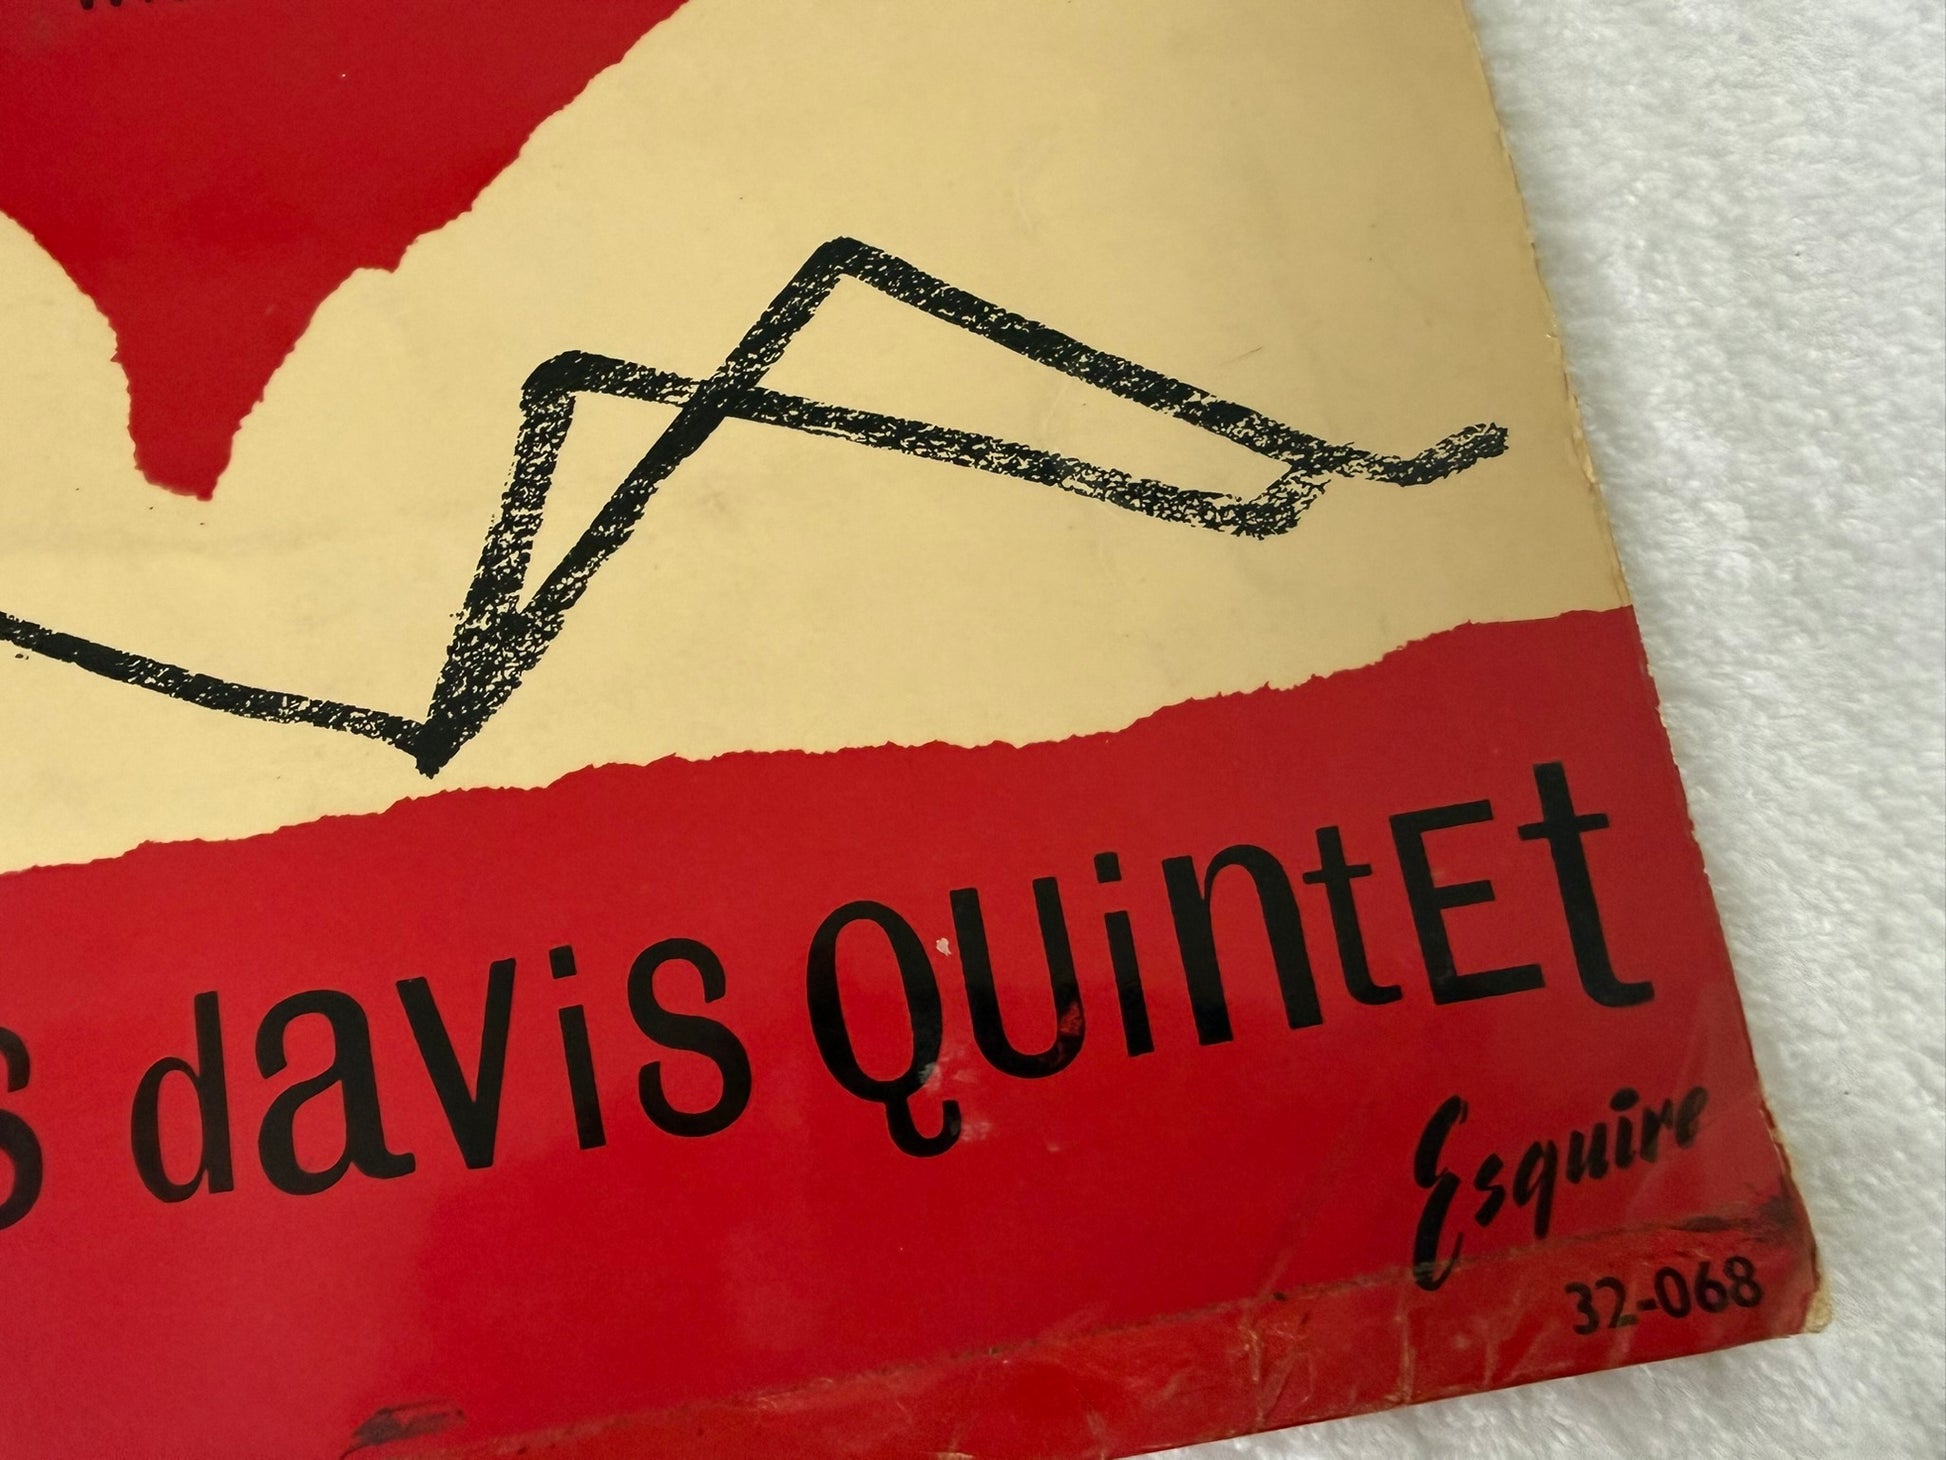 s davis QUintEt
Esquire
32-068